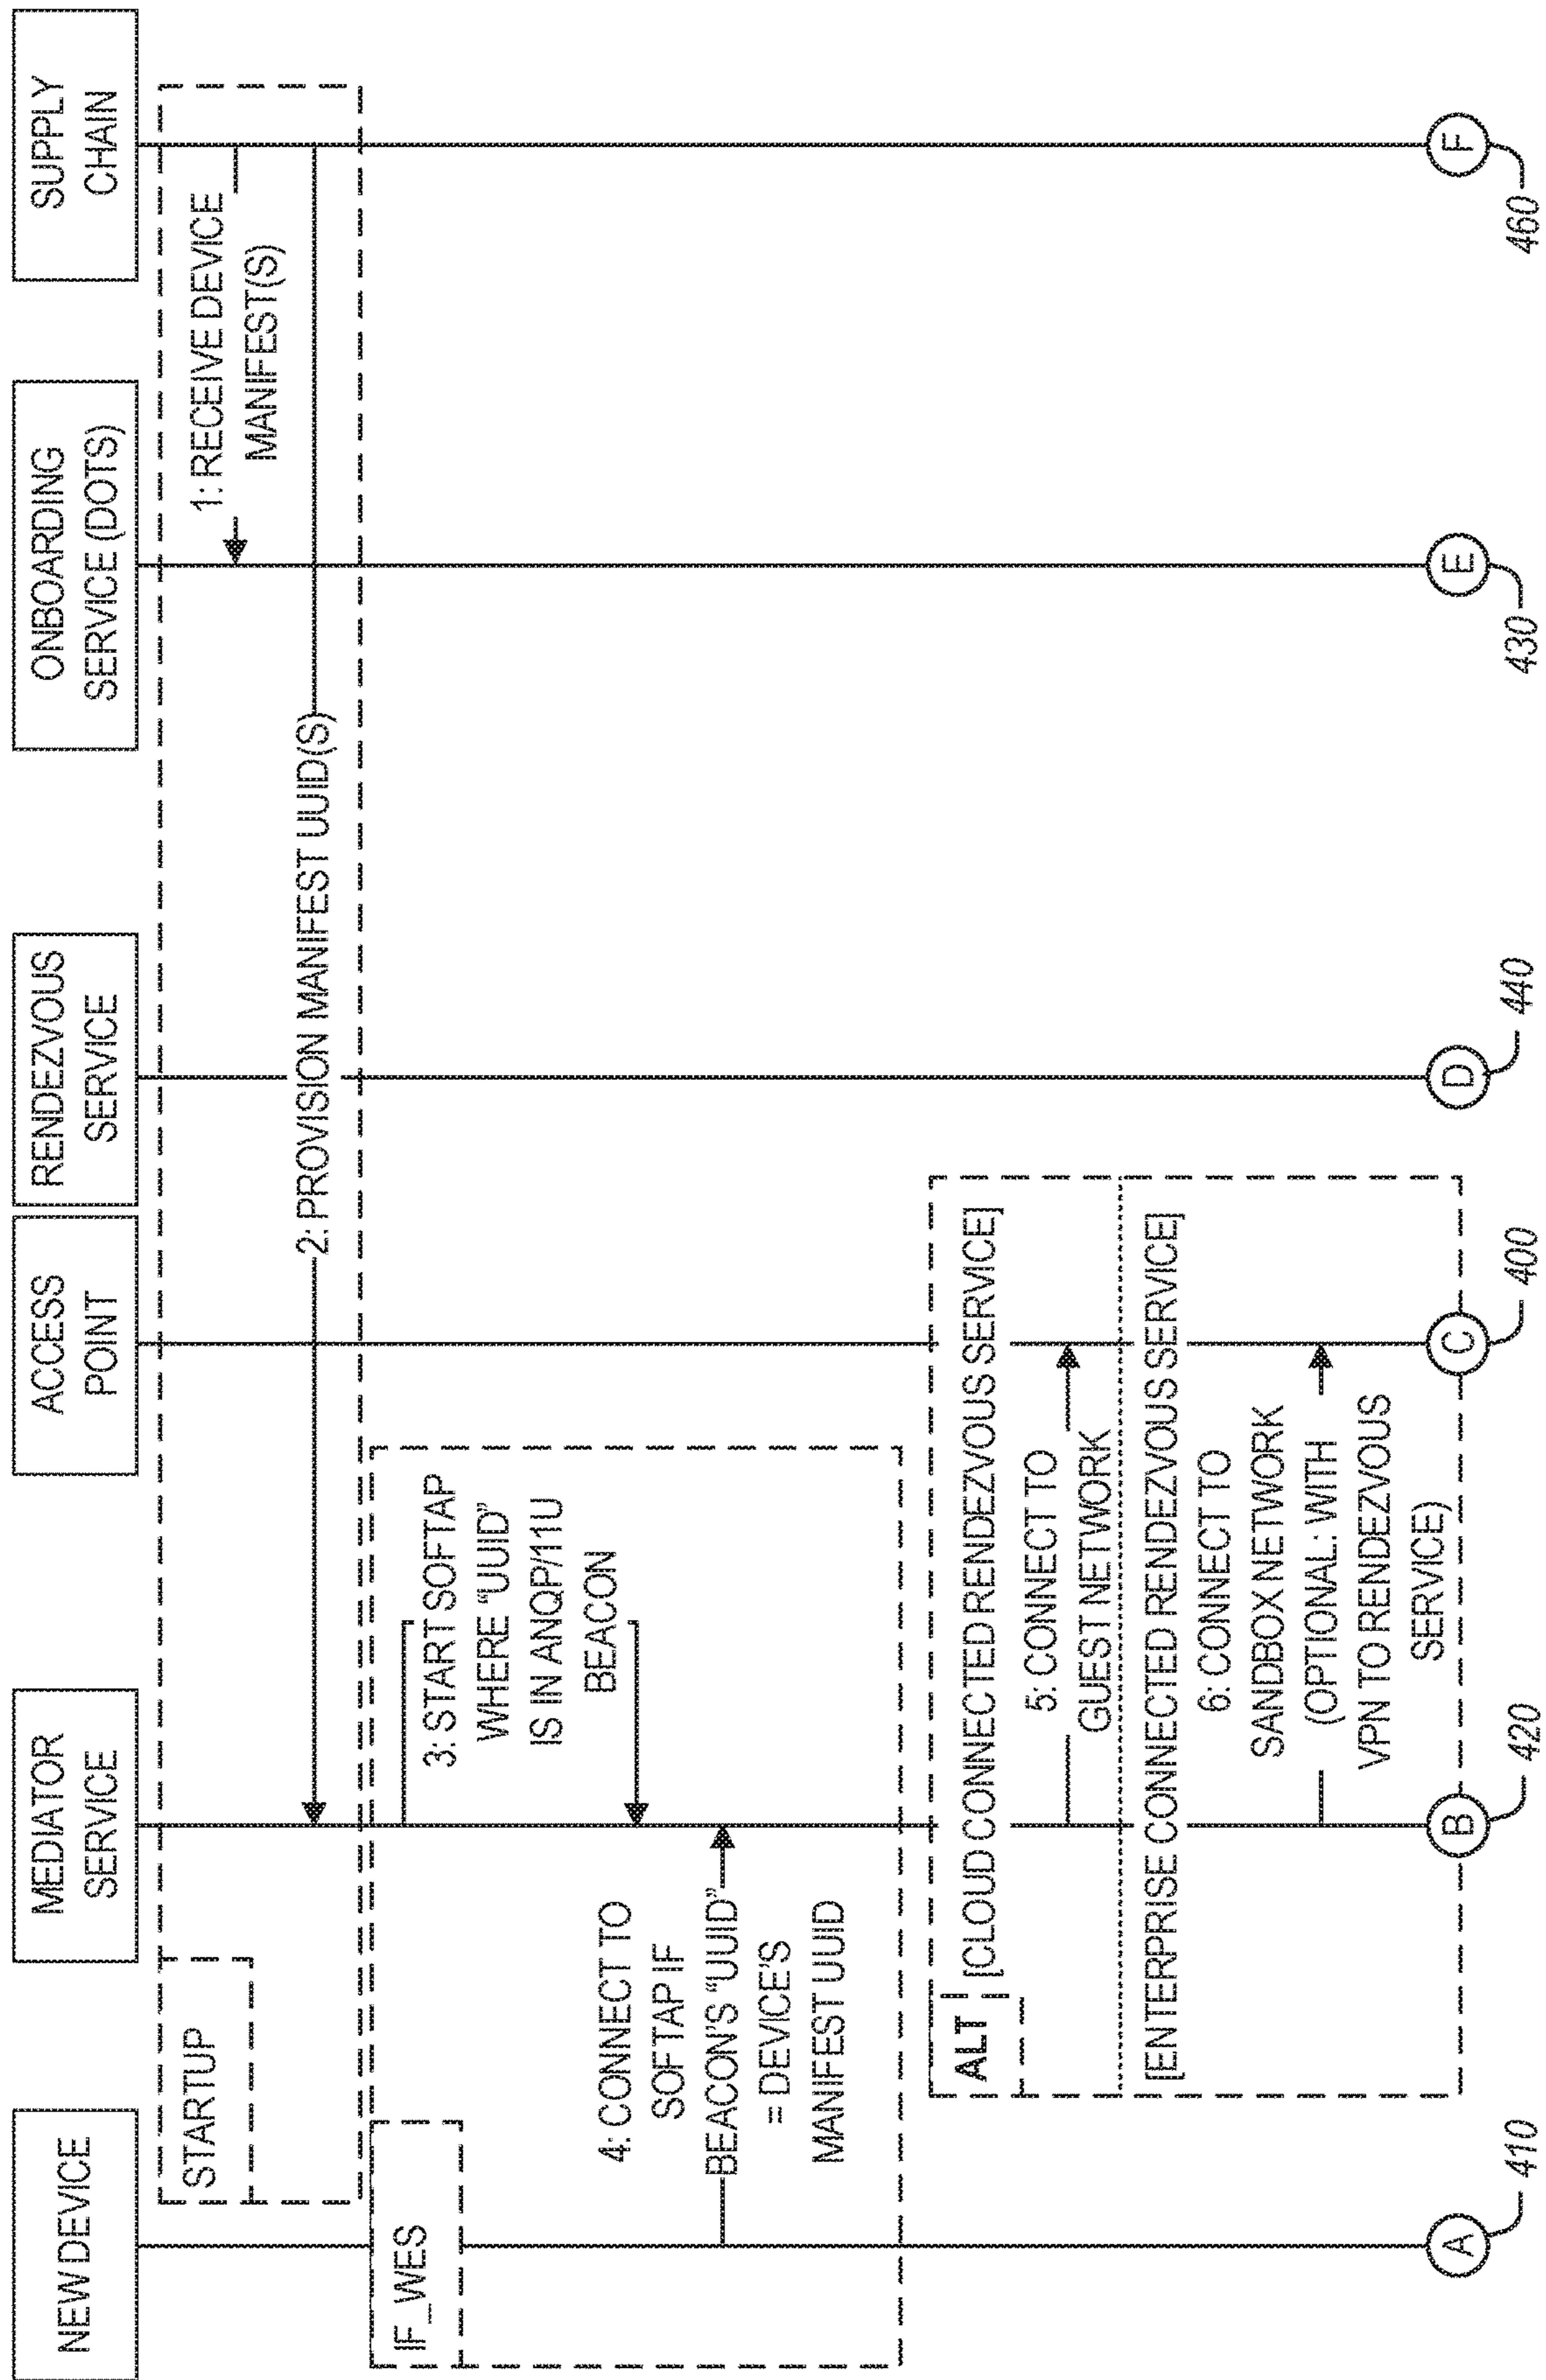 NEW DEVICE
MEDIATOR
SERVICE
ACCESS
POINT
RENDEZVOUS
SERVICE
ONBOARDING
SERVICE (DOTS)
SUPPLY
CHAIN
STARTUP
1: RECEIVE DEVICE
MANIFEST(S)
2: PROVISION MANIFEST UUID(S)
IF_WES
3: START SOFTAP
WHERE "UUID"
IS IN ANQP/11U
BEACON
4: CONNECT TO
SOFTAP IF
BEACON'S "UUID"
= DEVICE'S
MANIFEST UUID
ALT
[CLOUD CONNECTED RENDEZVOUS SERVICE]
5: CONNECT TO
GUEST NETWORK
[ENTERPRISE CONNECTED RENDEZVOUS SERVICE]
6: CONNECT TO
SANDBOX NETWORK
(OPTIONAL: WITH
VPN TO RENDEZVOUS
SERVICE)
A
B
C
D
E
F
410
420
400
440
430
460